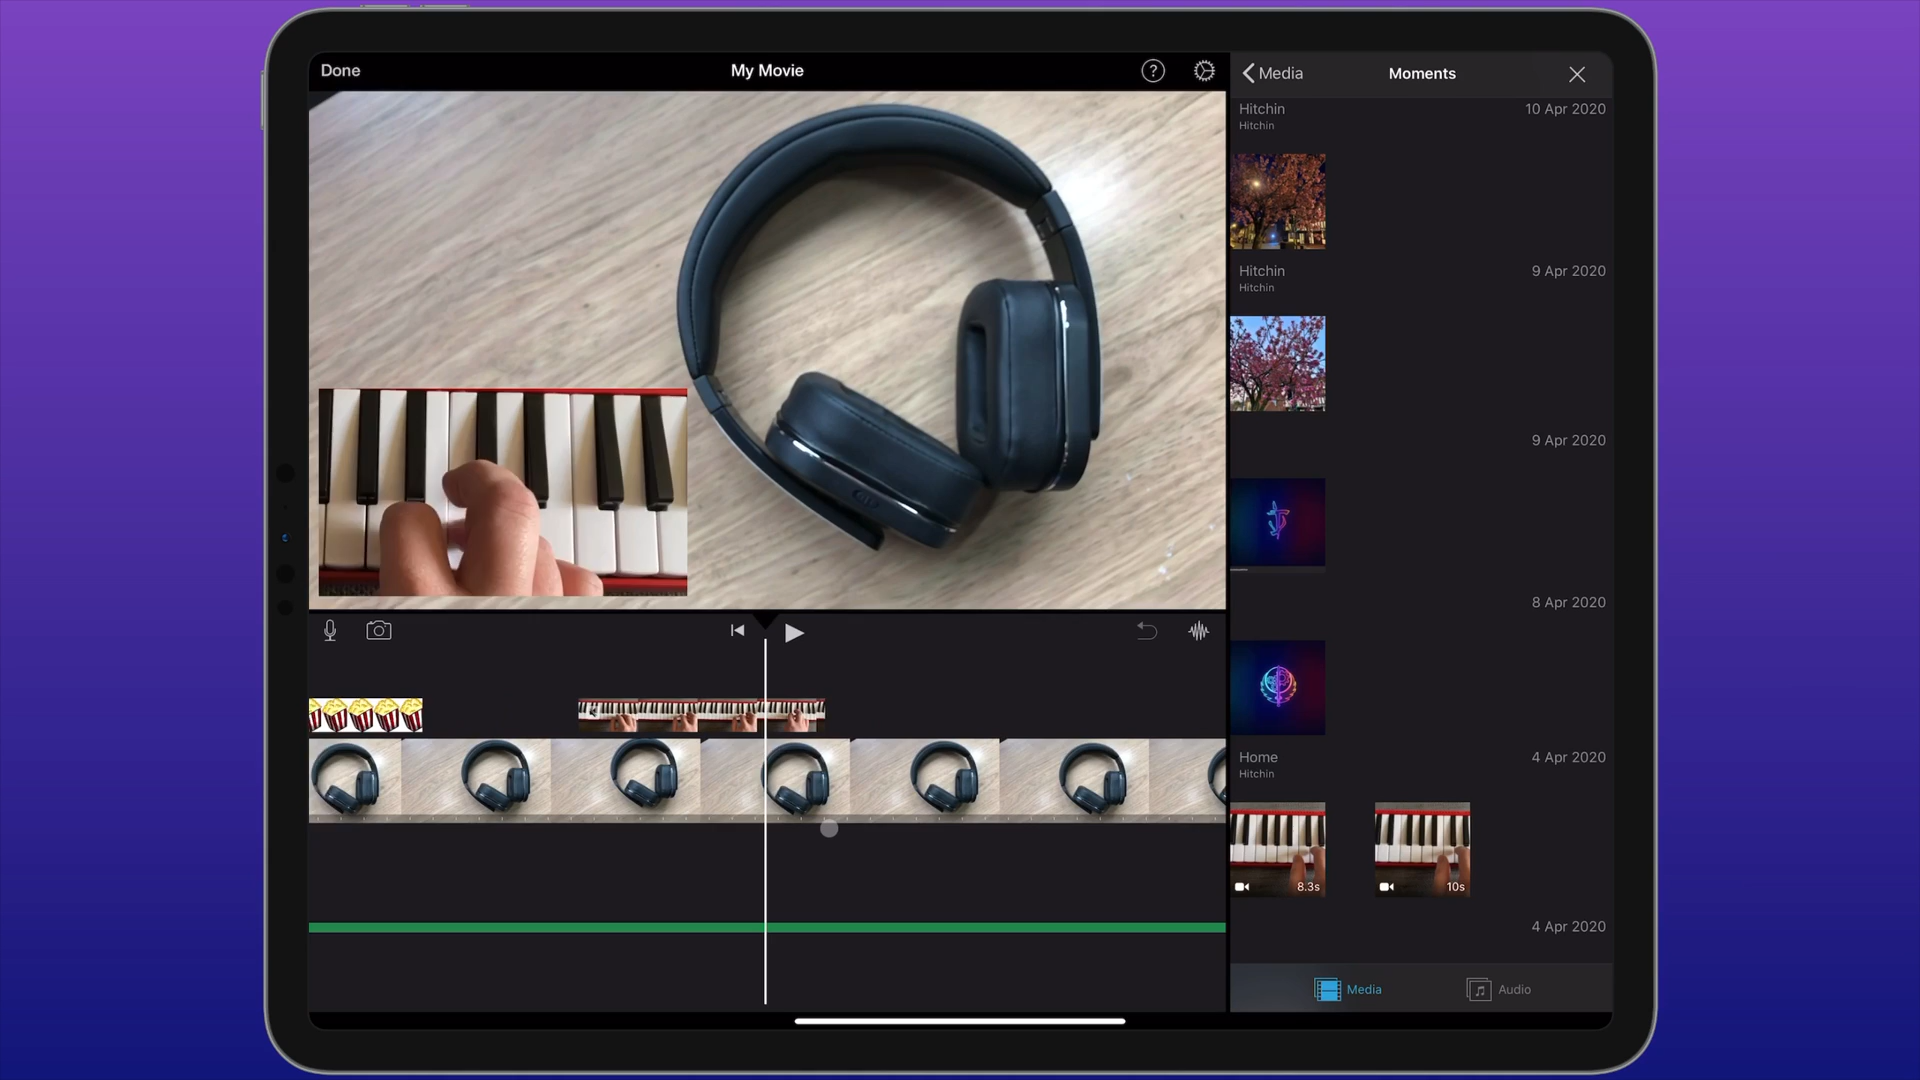 Done
My Movie
?
Media
Moments
Hitchin
10 Apr 2020
Hitchin
Hitchin
9 Apr 2020
Hitchin
9 Apr 2020
8 Apr 2020
Home
4 Apr 2020
Hitchin
8.3s
10s
4 Apr 2020
Media
Audio